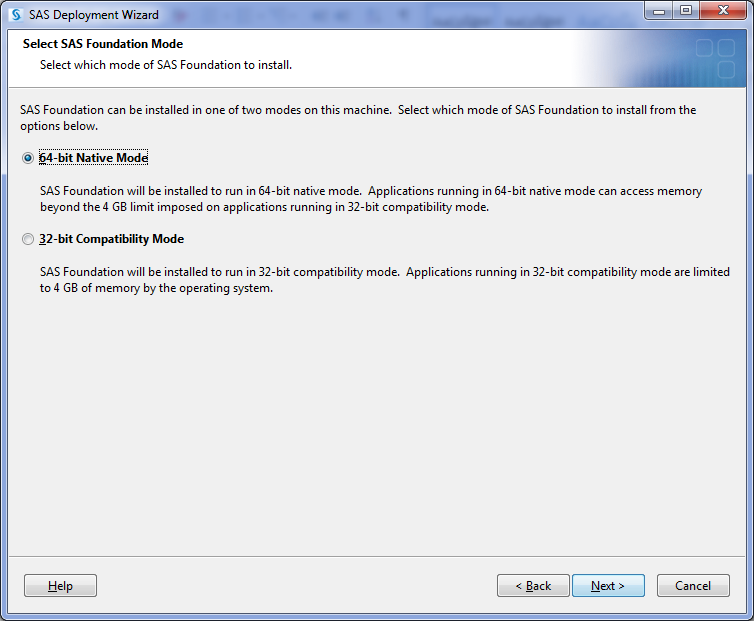 SAS Deployment Wizard
Select SAS Foundation Mode
Select which mode of SAS Foundation to install.
SAS Foundation can be installed in one of two modes on this machine.  Select which mode of SAS Foundation to install from the
options below.
64-bit Native Mode
SAS Foundation will be installed to run in 64-bit native mode.  Applications running in 64-bit native mode can access memory
beyond the 4 GB limit imposed on applications running in 32-bit compatibility mode.
32-bit Compatibility Mode
SAS Foundation will be installed to run in 32-bit compatibility mode.  Applications running in 32-bit compatibility mode are limited
to 4 GB of memory by the operating system.
Help
< Back
Next >
Cancel